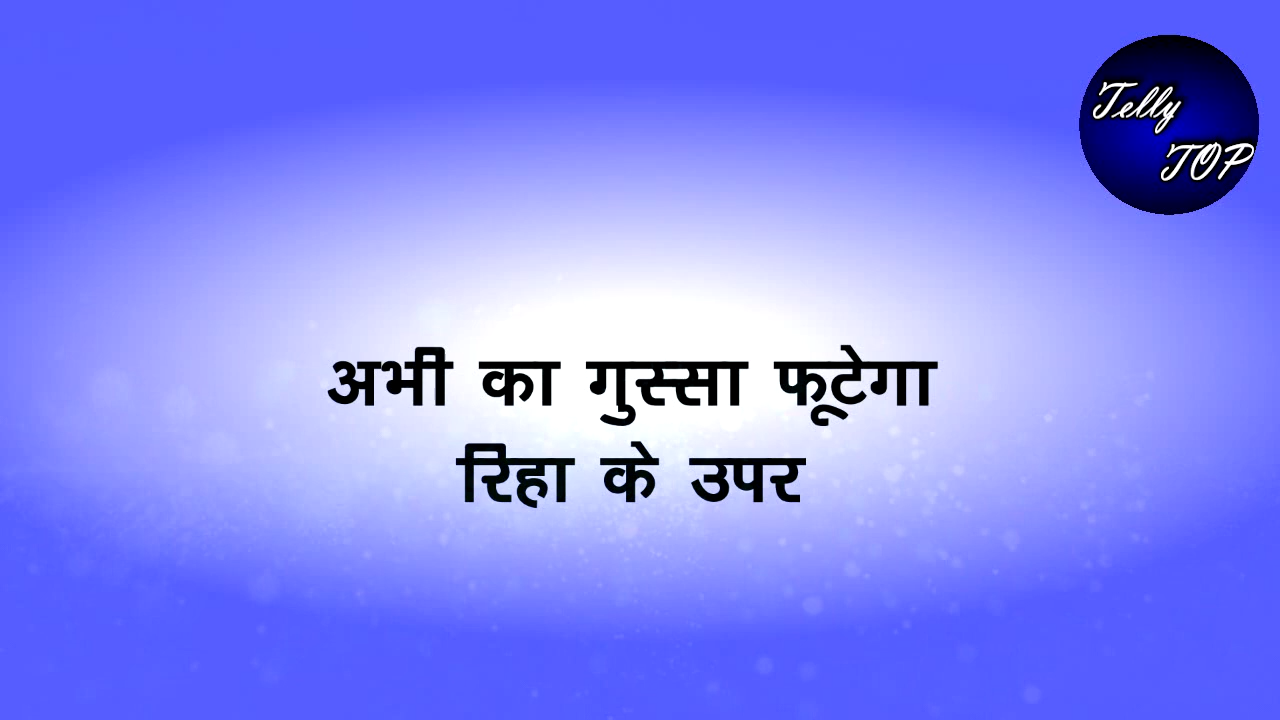 Telly
TOP
अभी का गुस्सा फूटेगा
रिहा के उपर